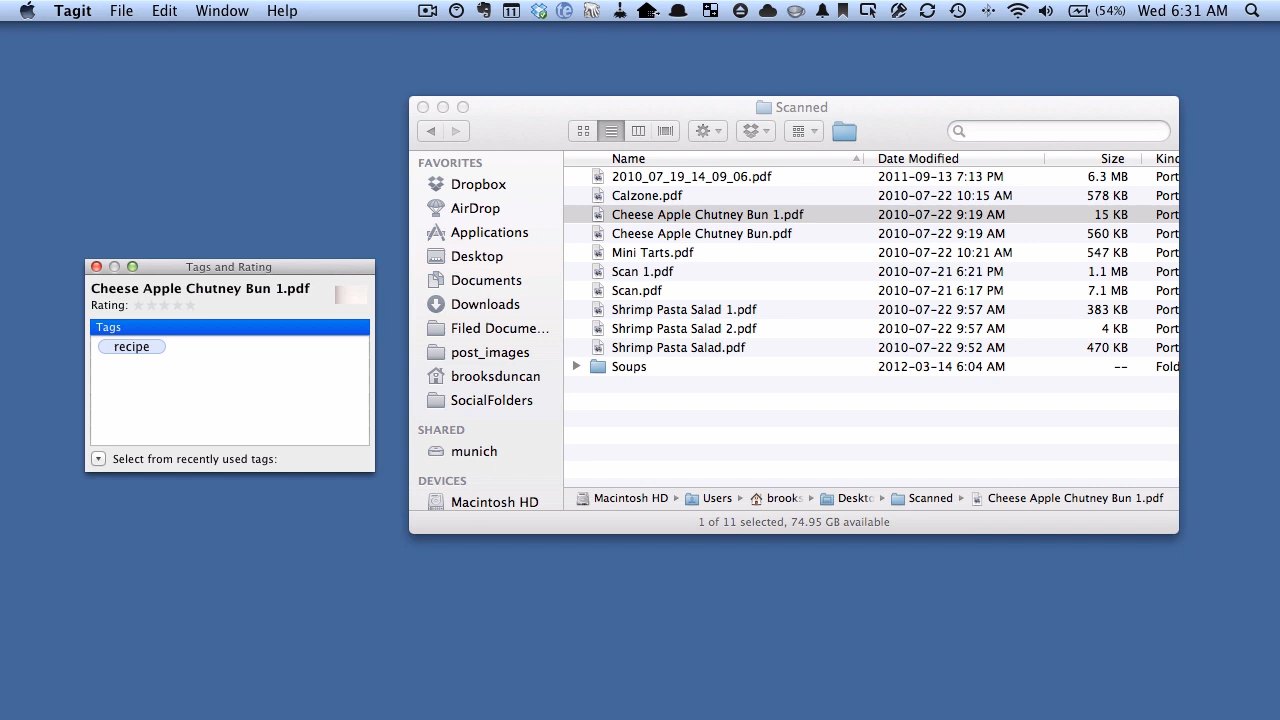 Tagit File Edit Window Help 11 (54%) Wed 6:31 AM
Scanned
Name Date Modified Size Kind
2010_07_19_14_09_06.pdf 2011-09-13 7:13 PM 6.3 MB Port
Calzone.pdf 2010-07-22 10:15 AM 578 KB Port
Cheese Apple Chutney Bun 1.pdf 2010-07-22 9:19 AM 15 KB Port
Cheese Apple Chutney Bun.pdf 2010-07-22 9:19 AM 560 KB Port
Mini Tarts.pdf 2010-07-22 10:21 AM 547 KB Port
Scan 1.pdf 2010-07-21 6:21 PM 1.1 MB Port
Scan.pdf 2010-07-21 6:17 PM 7.1 MB Port
Shrimp Pasta Salad 1.pdf 2010-07-22 9:57 AM 383 KB Port
Shrimp Pasta Salad 2.pdf 2010-07-22 9:57 AM 4 KB Port
Shrimp Pasta Salad.pdf 2010-07-22 9:52 AM 470 KB Port
Soups 2012-03-14 6:04 AM -- Fold
FAVORITES
Dropbox
AirDrop
Applications
Desktop
Documents
Downloads
Filed Docume...
post_images
brooksduncan
SocialFolders
SHARED
munich
DEVICES
Macintosh HD
Macintosh HD Users brooks Deskto Scanned Cheese Apple Chutney Bun 1.pdf
1 of 11 selected, 74.95 GB available
Tags and Rating
Cheese Apple Chutney Bun 1.pdf
Rating:
Tags
recipe
Select from recently used tags: